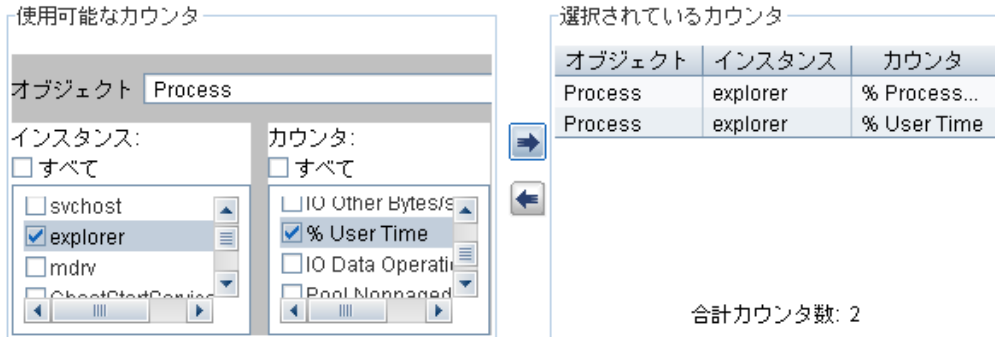 使用可能なカウンタ
オブジェクト Process
インスタンス:
すべて
svchost
explorer
mdrv
GhostStartService
カウンタ:
すべて
IO Other Bytes/s
% User Time
IO Data Operati
Pool Nonpaged
選択されているカウンタ
オブジェクト インスタンス カウンタ
Process explorer % Process...
Process explorer % User Time
合計カウンタ数: 2